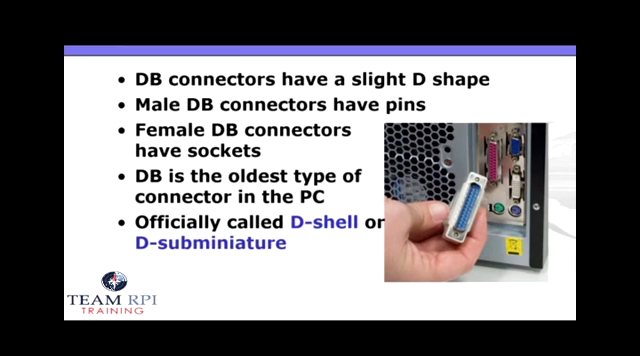 • DB connectors have a slight D shape
• Male DB connectors have pins
• Female DB connectors
have sockets
• DB is the oldest type of
connector in the PC
• Officially called D-shell or
D-subminiature
TEAM RPI
TRAINING